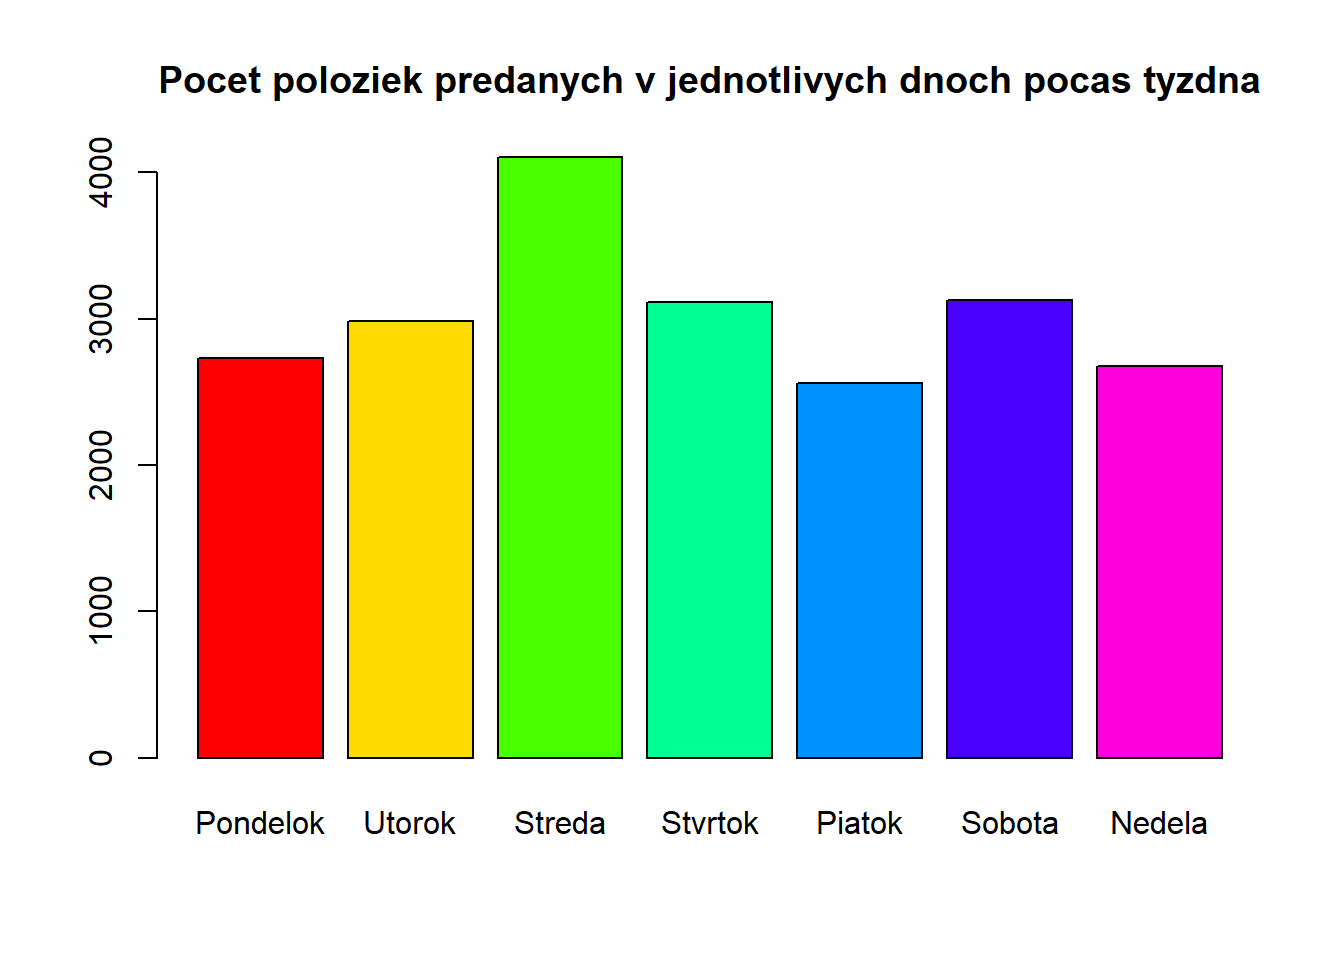 Pocet poloziek predanych v jednotlivych dnoch pocas tyzdna
4000
3000
2000
1000
0
Pondelok Utorok Streda Stvrtok Piatok Sobota Nedela